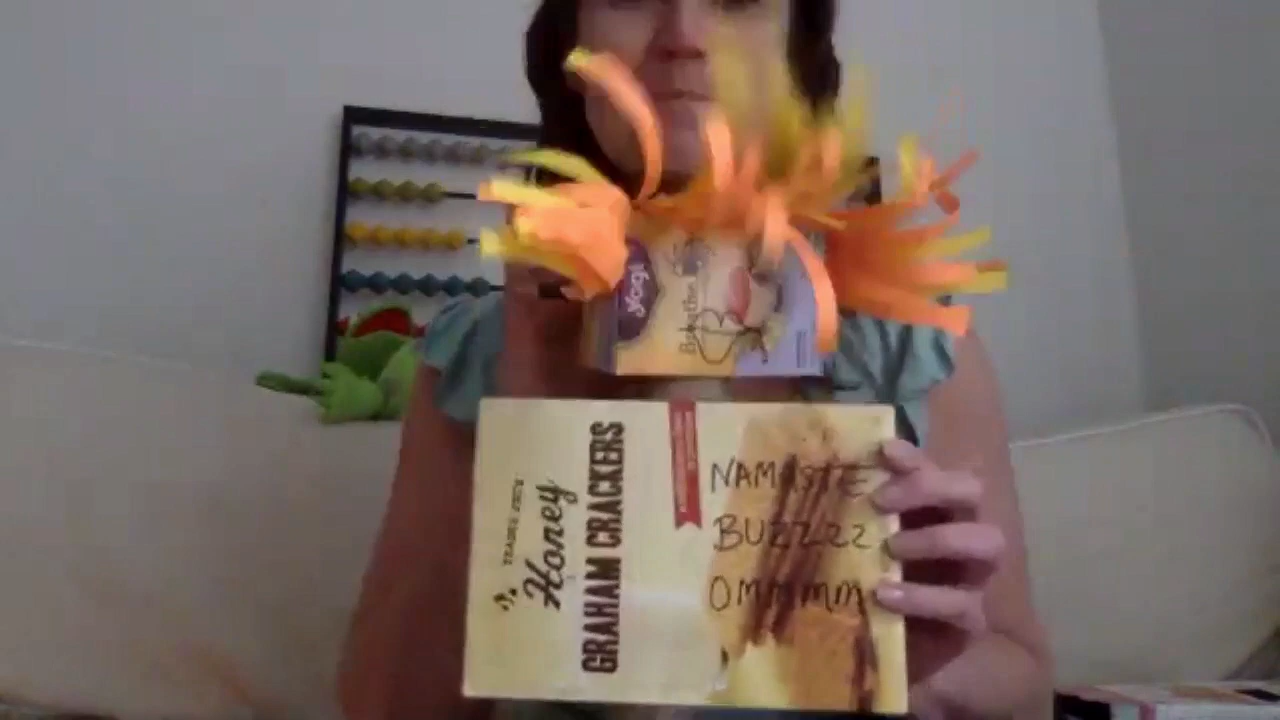 yogi
TRADER JOE'S
Honey
GRAHAM CRACKERS
NAMASTE
BUZZzz
OMMMM